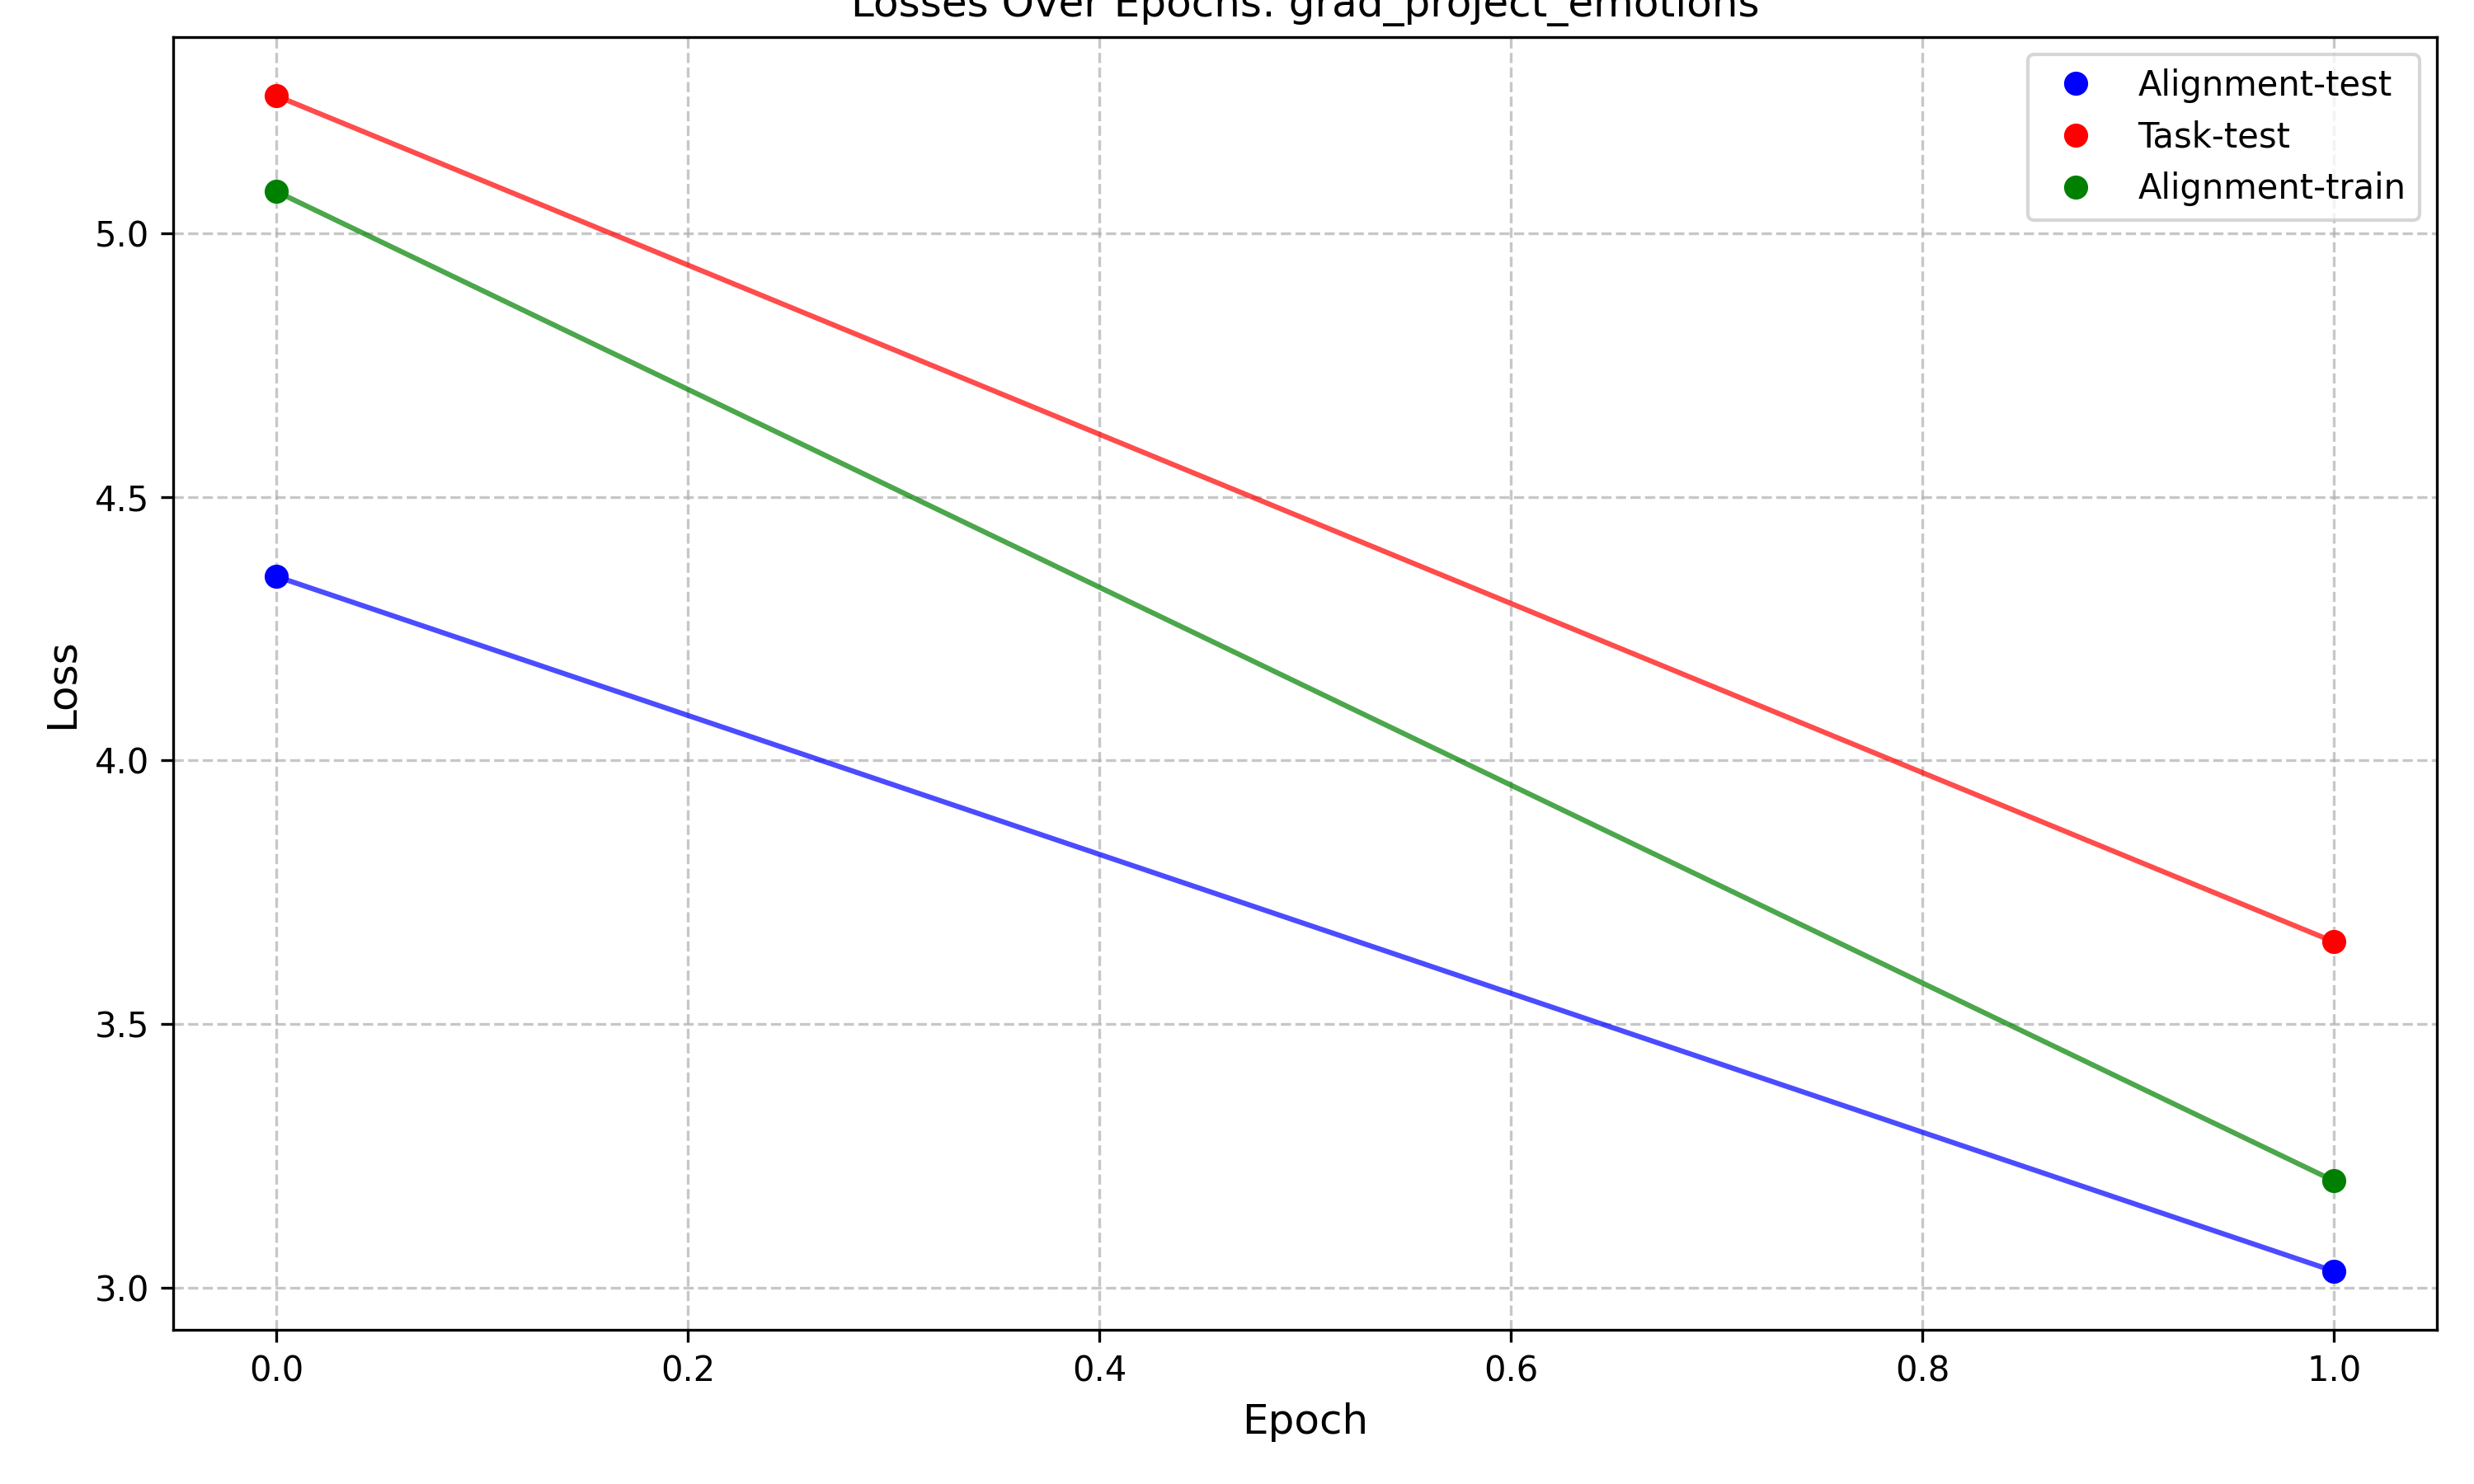 Losses Over Epochs: grad_project_emotions
Alignment-test
Task-test
Alignment-train
5.0
4.5
4.0
3.5
3.0
Loss
0.0 0.2 0.4 0.6 0.8 1.0
Epoch